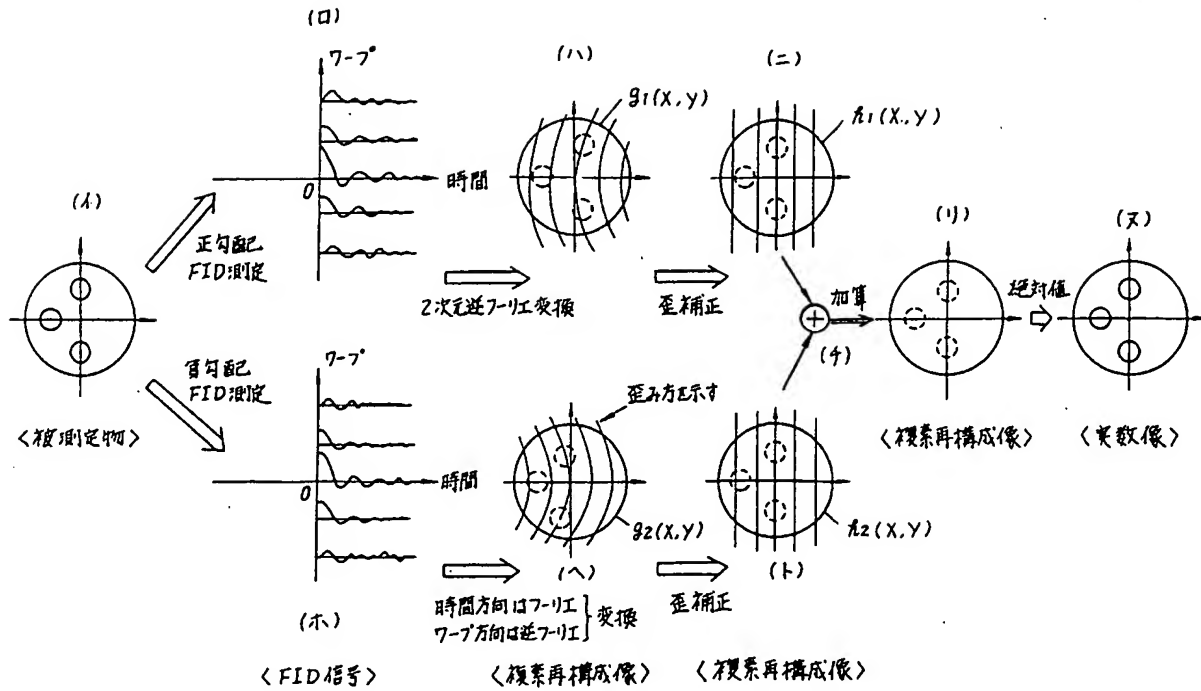 (イ)
<被測定物>
正勾配
FID測定
負勾配
FID測定
(ロ)
ワープ
0
時間
ワープ
0
時間
(ホ)
<FID信号>
2次元逆フーリエ変換
(ハ)
g1(X,Y)
歪補正
(ニ)
h1(X,Y)
歪み方を示す
g2(X,Y)
(ヘ)
時間方向はフーリエ
ワープ方向は逆フーリエ
変換
<複素再構成像>
歪補正
h2(X,Y)
(ト)
<複素再構成像>
加算
(チ)
(リ)
<複素再構成像>
絶対値
(ヌ)
<実数像>